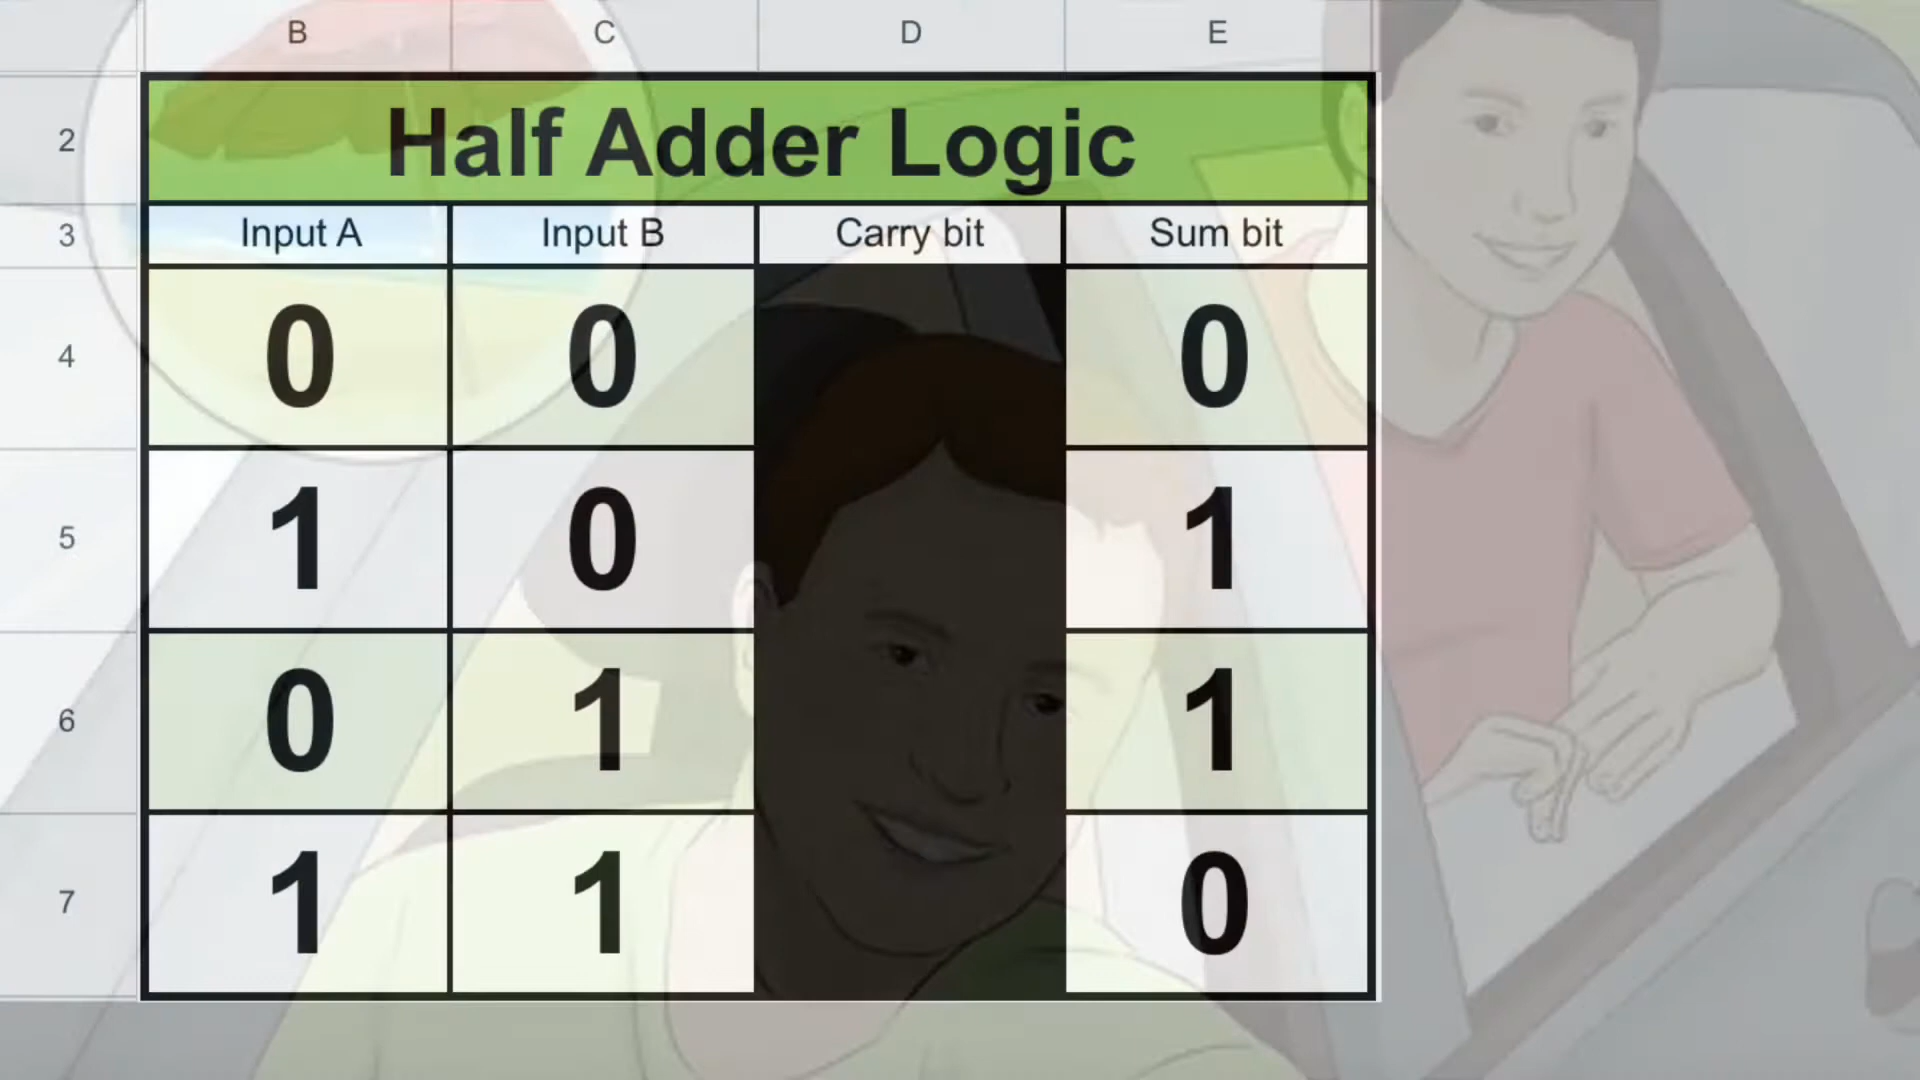 B C D E
2 Half Adder Logic
3 Input A Input B Carry bit Sum bit
4 0 0 0
5 1 0 1
6 0 1 1
7 1 1 0